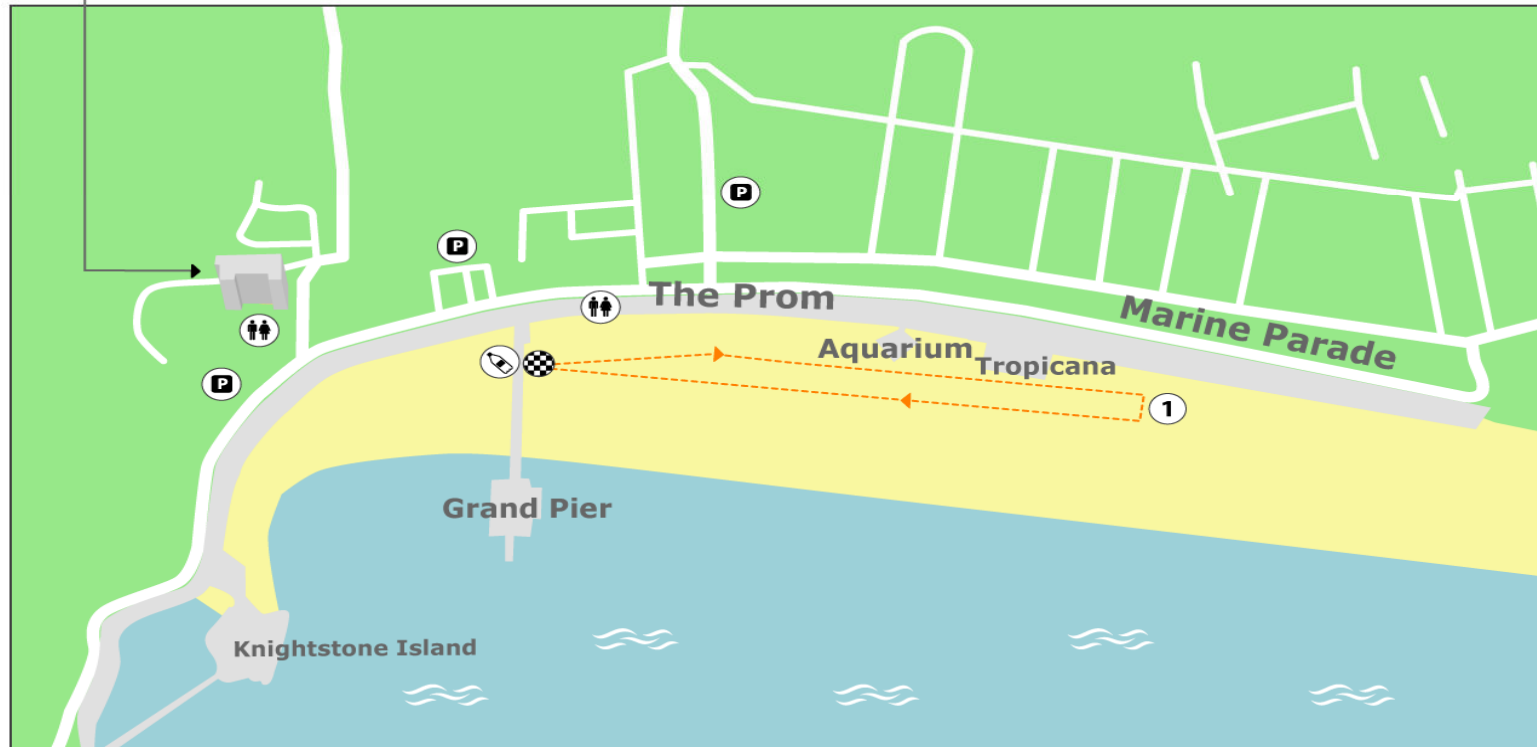 P
P
The Prom
Marine Parade
Aquarium
Tropicana
P
1
Grand Pier
Knightstone Island